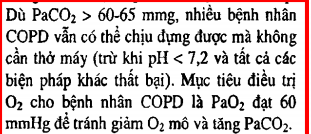 Dù PaCO₂ > 60-65 mmg, nhiều bệnh nhân
COPD vẫn có thể chịu đựng được mà không
cần thở máy (trừ khi pH < 7,2 và tất cả các
biện pháp khác thất bại). Mục tiêu điều trị
O₂ cho bệnh nhân COPD là PaO₂ đạt 60
mmHg để tránh giảm O₂ mô và tăng PaCO₂.